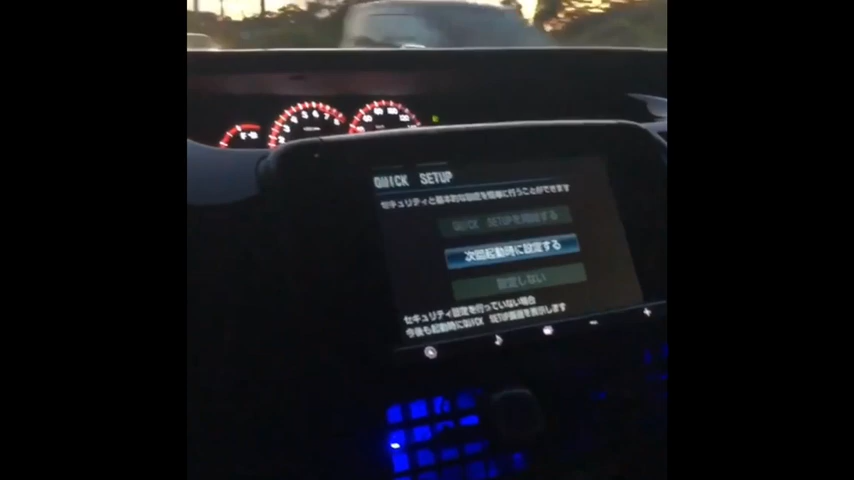 QUICK SETUP
セキュリティと基本的な設定を簡単に行うことができます
QUICK SETUPを開始する
次回起動時に設定する
設定しない
セキュリティ設定を行っていない場合
今後も起動時にQUICK SETUP画面を表示します